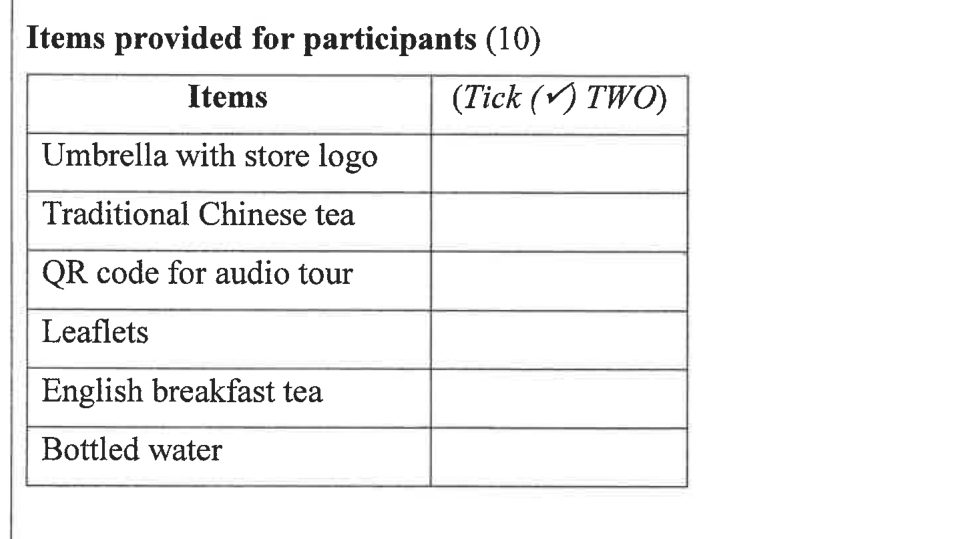 Items provided for participants (10)
Items (Tick (✓) TWO)
Umbrella with store logo
Traditional Chinese tea
QR code for audio tour
Leaflets
English breakfast tea
Bottled water